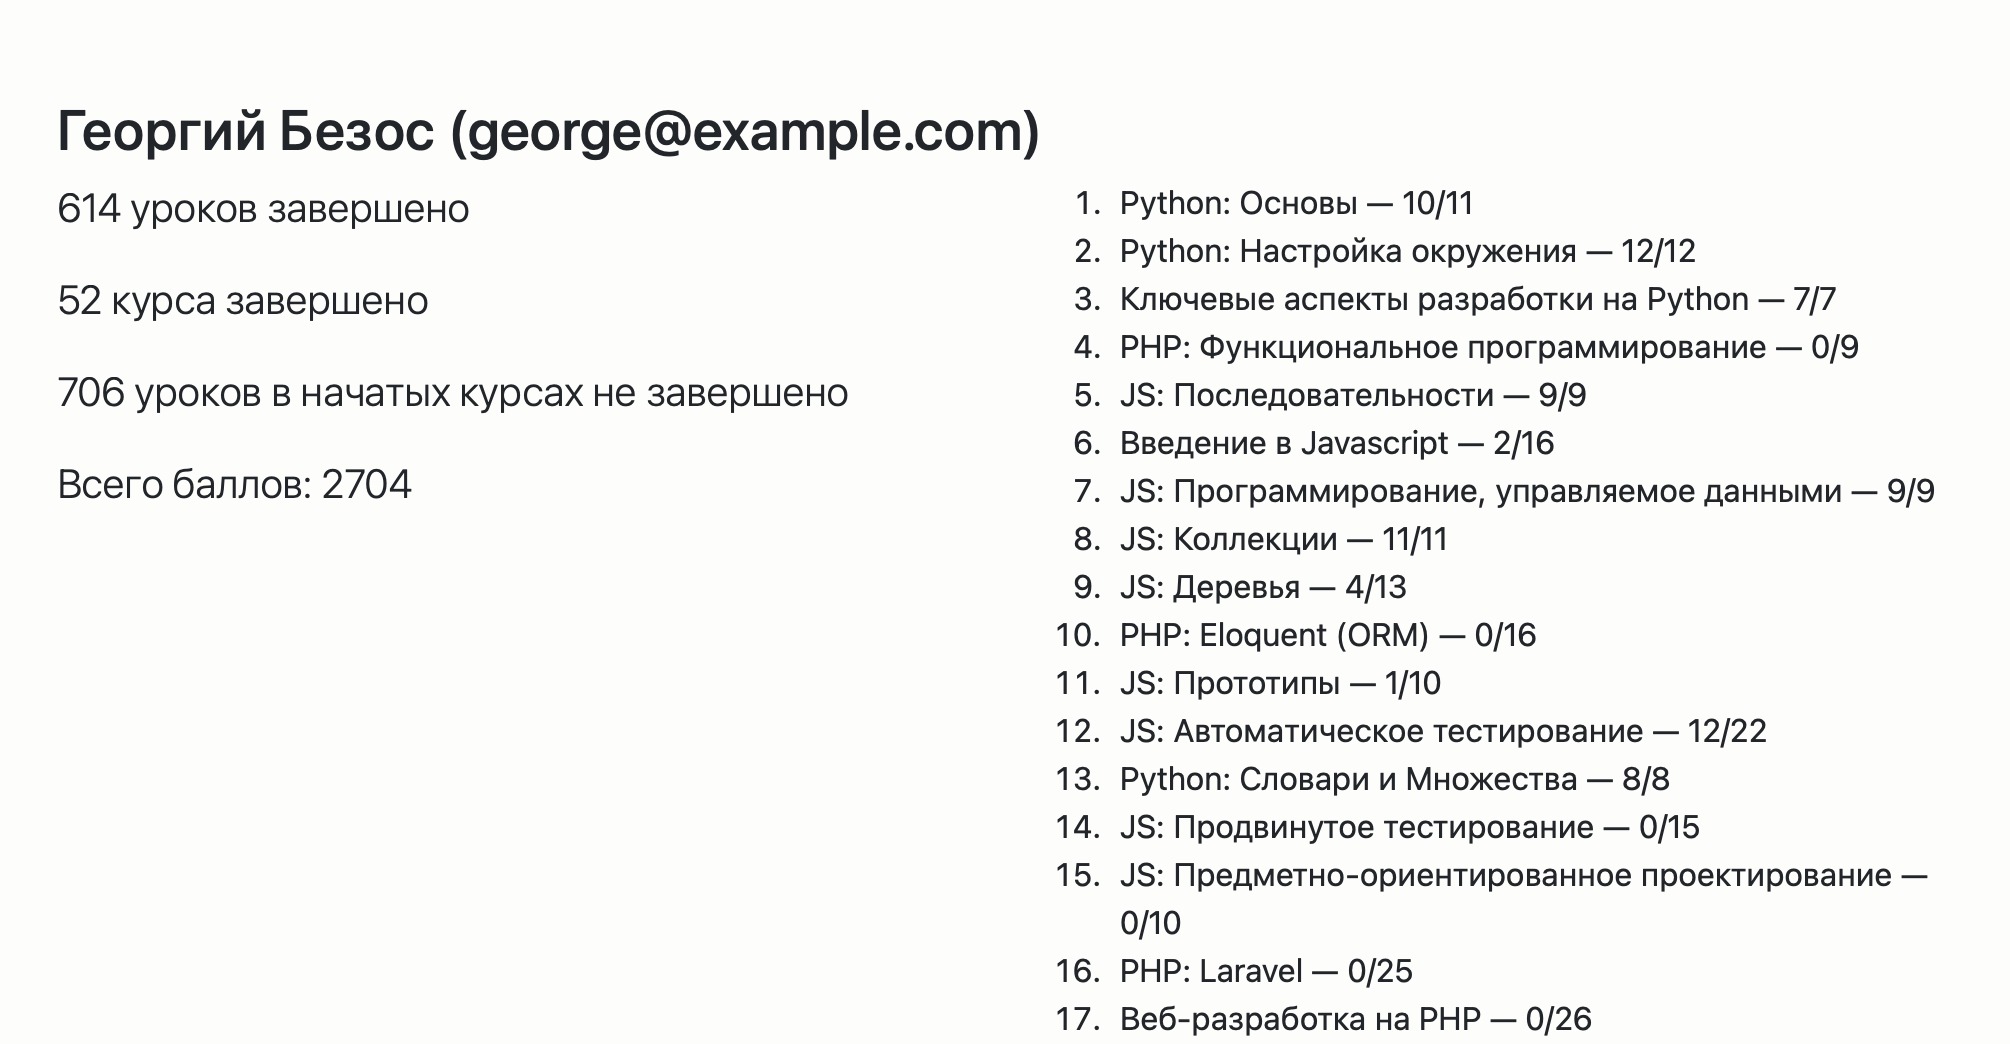 Георгий Безос (george@example.com)
614 уроков завершено
52 курса завершено
706 уроков в начатых курсах не завершено
Всего баллов: 2704
1. Python: Основы — 10/11
2. Python: Настройка окружения — 12/12
3. Ключевые аспекты разработки на Python — 7/7
4. PHP: Функциональное программирование — 0/9
5. JS: Последовательности — 9/9
6. Введение в Javascript — 2/16
7. JS: Программирование, управляемое данными — 9/9
8. JS: Коллекции — 11/11
9. JS: Деревья — 4/13
10. PHP: Eloquent (ORM) — 0/16
11. JS: Прототипы — 1/10
12. JS: Автоматическое тестирование — 12/22
13. Python: Словари и Множества — 8/8
14. JS: Продвинутое тестирование — 0/15
15. JS: Предметно-ориентированное проектирование —
0/10
16. PHP: Laravel — 0/25
17. Веб-разработка на PHP — 0/26